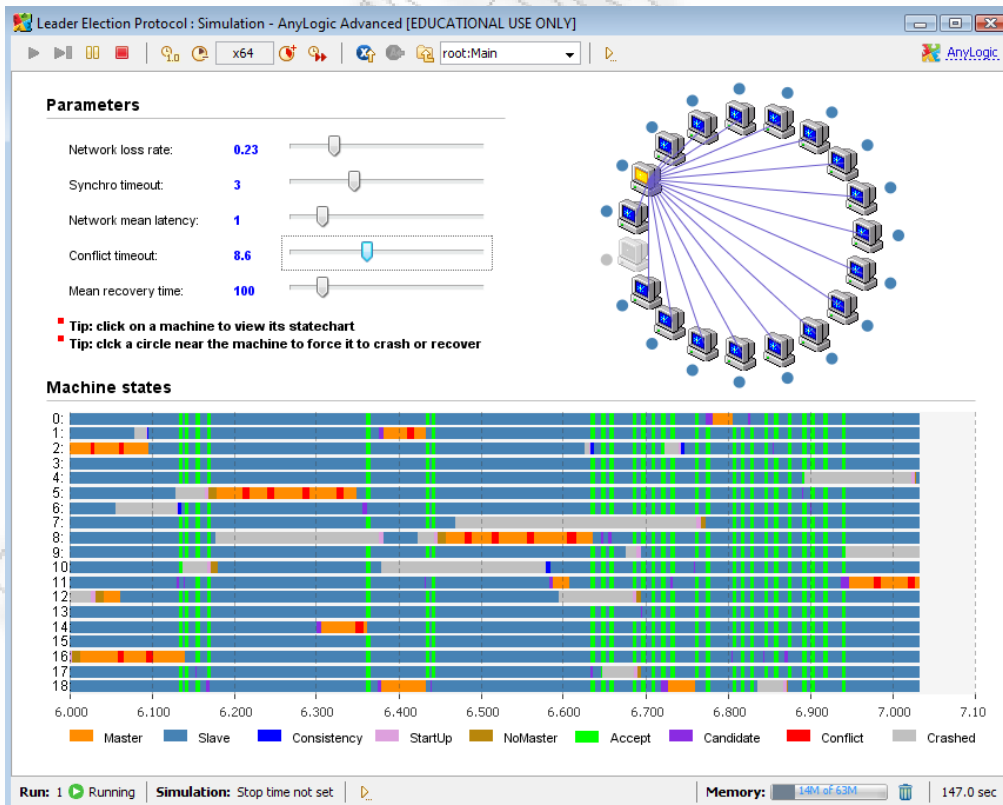 Leader Election Protocol : Simulation - AnyLogic Advanced [EDUCATIONAL USE ONLY]
x64
root:Main
AnyLogic
Parameters
Network loss rate: 0.23
Synchro timeout: 3
Network mean latency: 1
Conflict timeout: 8.6
Mean recovery time: 100
Tip: click on a machine to view its statechart
Tip: clck a circle near the machine to force it to crash or recover
Machine states
0:
1:
2:
3:
4:
5:
6:
7:
8:
9:
10:
11:
12:
13:
14:
15:
16:
17:
18:
6.000 6.100 6.200 6.300 6.400 6.500 6.600 6.700 6.800 6.900 7.000 7.10
Master Slave Consistency StartUp NoMaster Accept Candidate Conflict Crashed
Run: 1 Running Simulation: Stop time not set Memory: 14M of 63M 147.0 sec